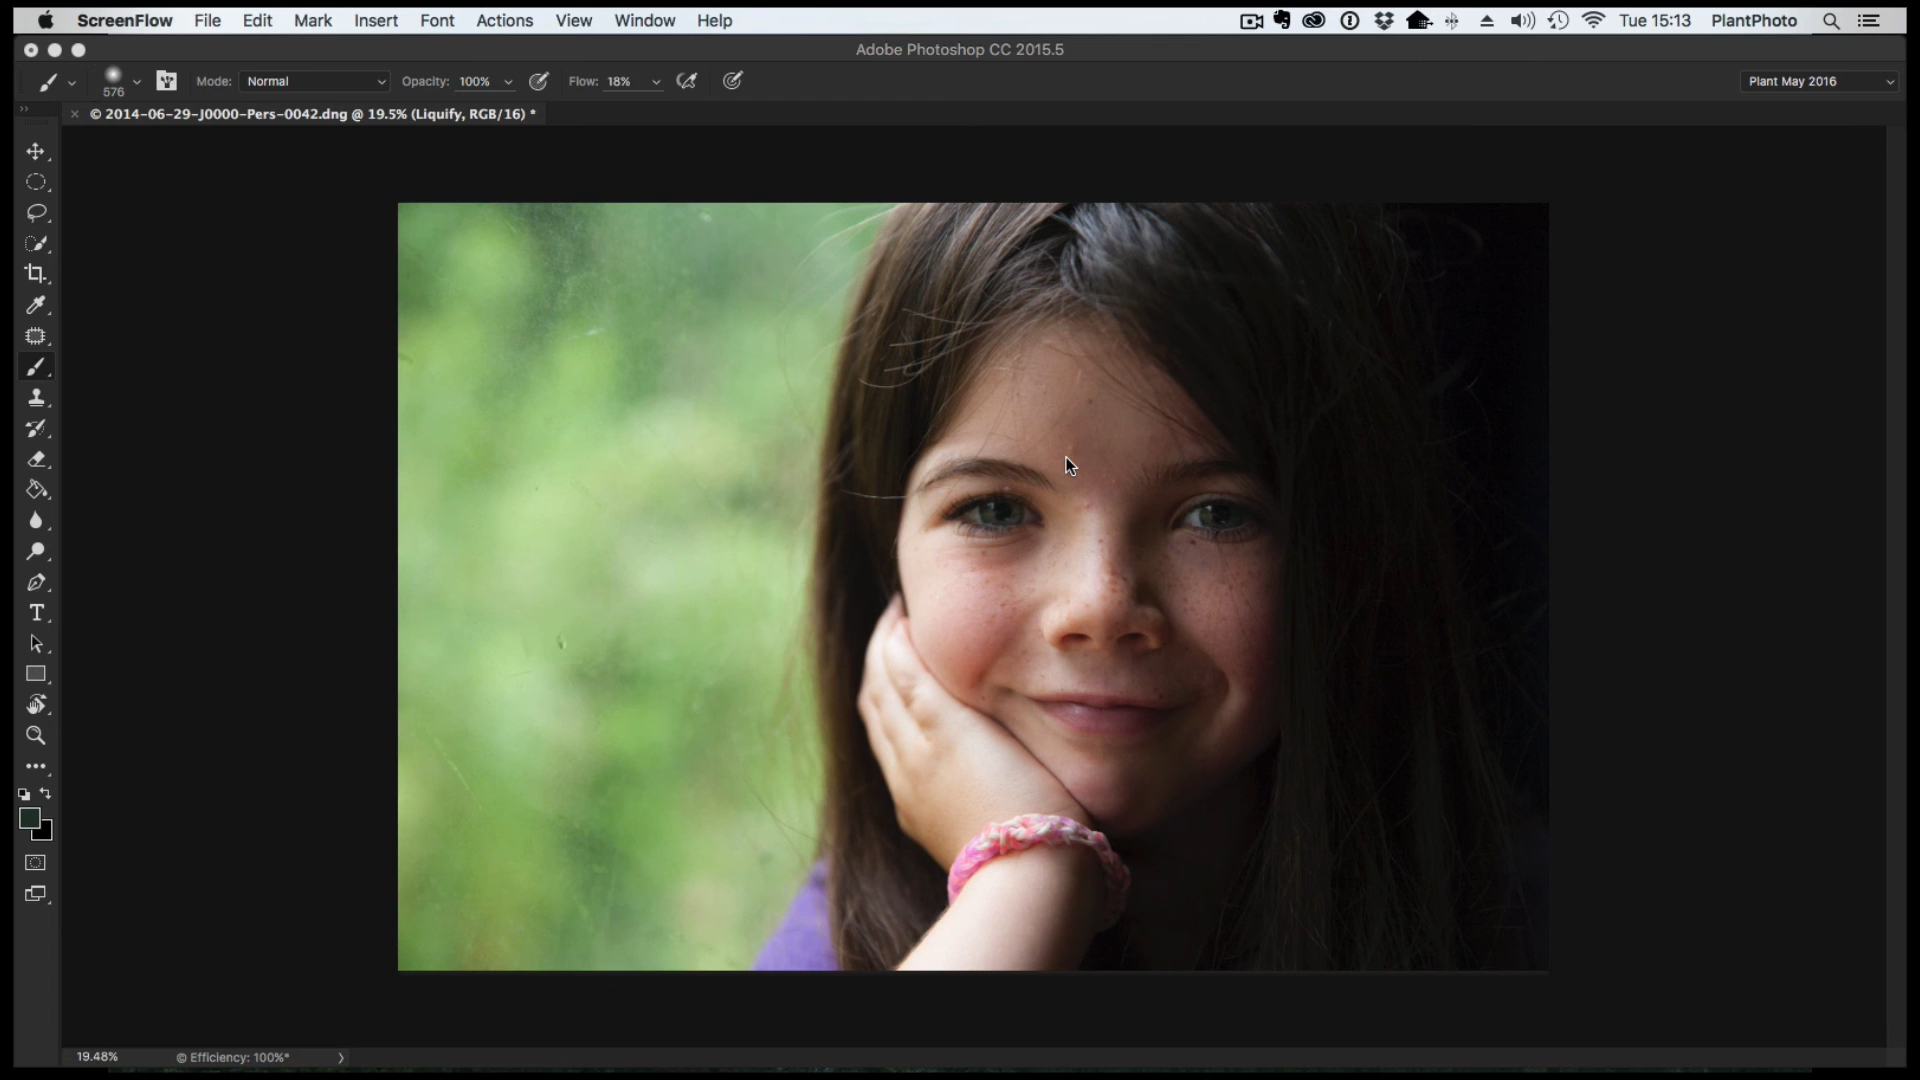 ScreenFlow File Edit Mark Insert Font Actions View Window Help Tue 15:13 PlantPhoto
Adobe Photoshop CC 2015.5
576 Mode: Normal Opacity: 100% Flow: 18% Plant May 2016
× © 2014-06-29-J0000-Pers-0042.dng @ 19.5% (Liquify, RGB/16) *
19.48% © Efficiency: 100%*